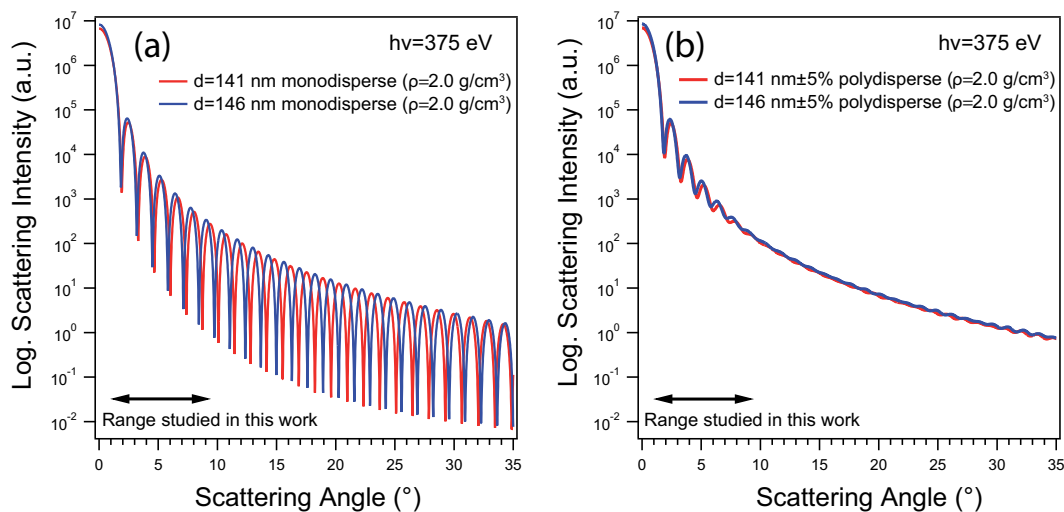 (a)
hν=375 eV
d=141 nm monodisperse (ρ=2.0 g/cm³)
d=146 nm monodisperse (ρ=2.0 g/cm³)
Log. Scattering Intensity (a.u.)
10⁷
10⁶
10⁵
10⁴
10³
10²
10¹
10⁰
10⁻¹
10⁻²
Range studied in this work
0 5 10 15 20 25 30 35
Scattering Angle (°)
(b)
hν=375 eV
d=141 nm±5% polydisperse (ρ=2.0 g/cm³)
d=146 nm±5% polydisperse (ρ=2.0 g/cm³)
Log. Scattering Intensity (a.u.)
10⁷
10⁶
10⁵
10⁴
10³
10²
10¹
10⁰
10⁻¹
10⁻²
Range studied in this work
0 5 10 15 20 25 30 35
Scattering Angle (°)